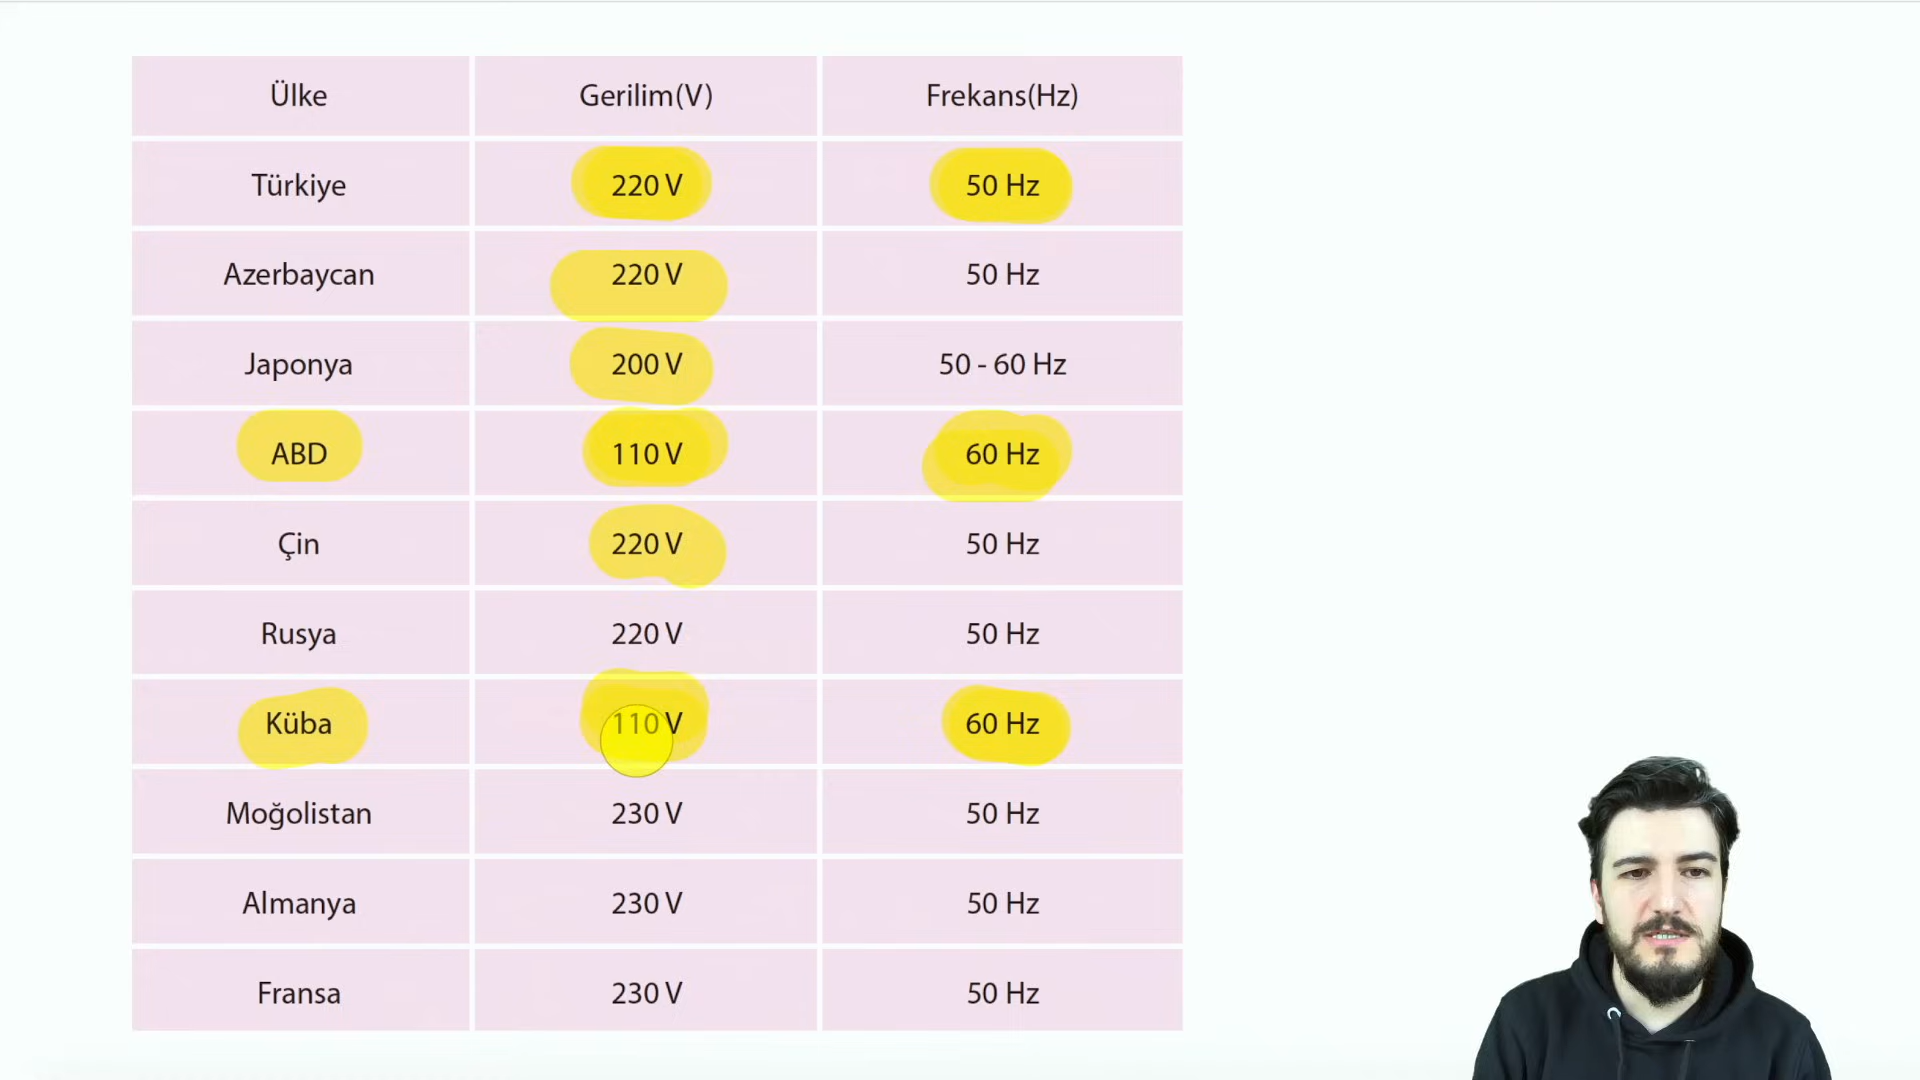 Ülke Gerilim(V) Frekans(Hz)
Türkiye 220 V 50 Hz
Azerbaycan 220 V 50 Hz
Japonya 200 V 50 - 60 Hz
ABD 110 V 60 Hz
Çin 220 V 50 Hz
Rusya 220 V 50 Hz
Küba 110 V 60 Hz
Moğolistan 230 V 50 Hz
Almanya 230 V 50 Hz
Fransa 230 V 50 Hz